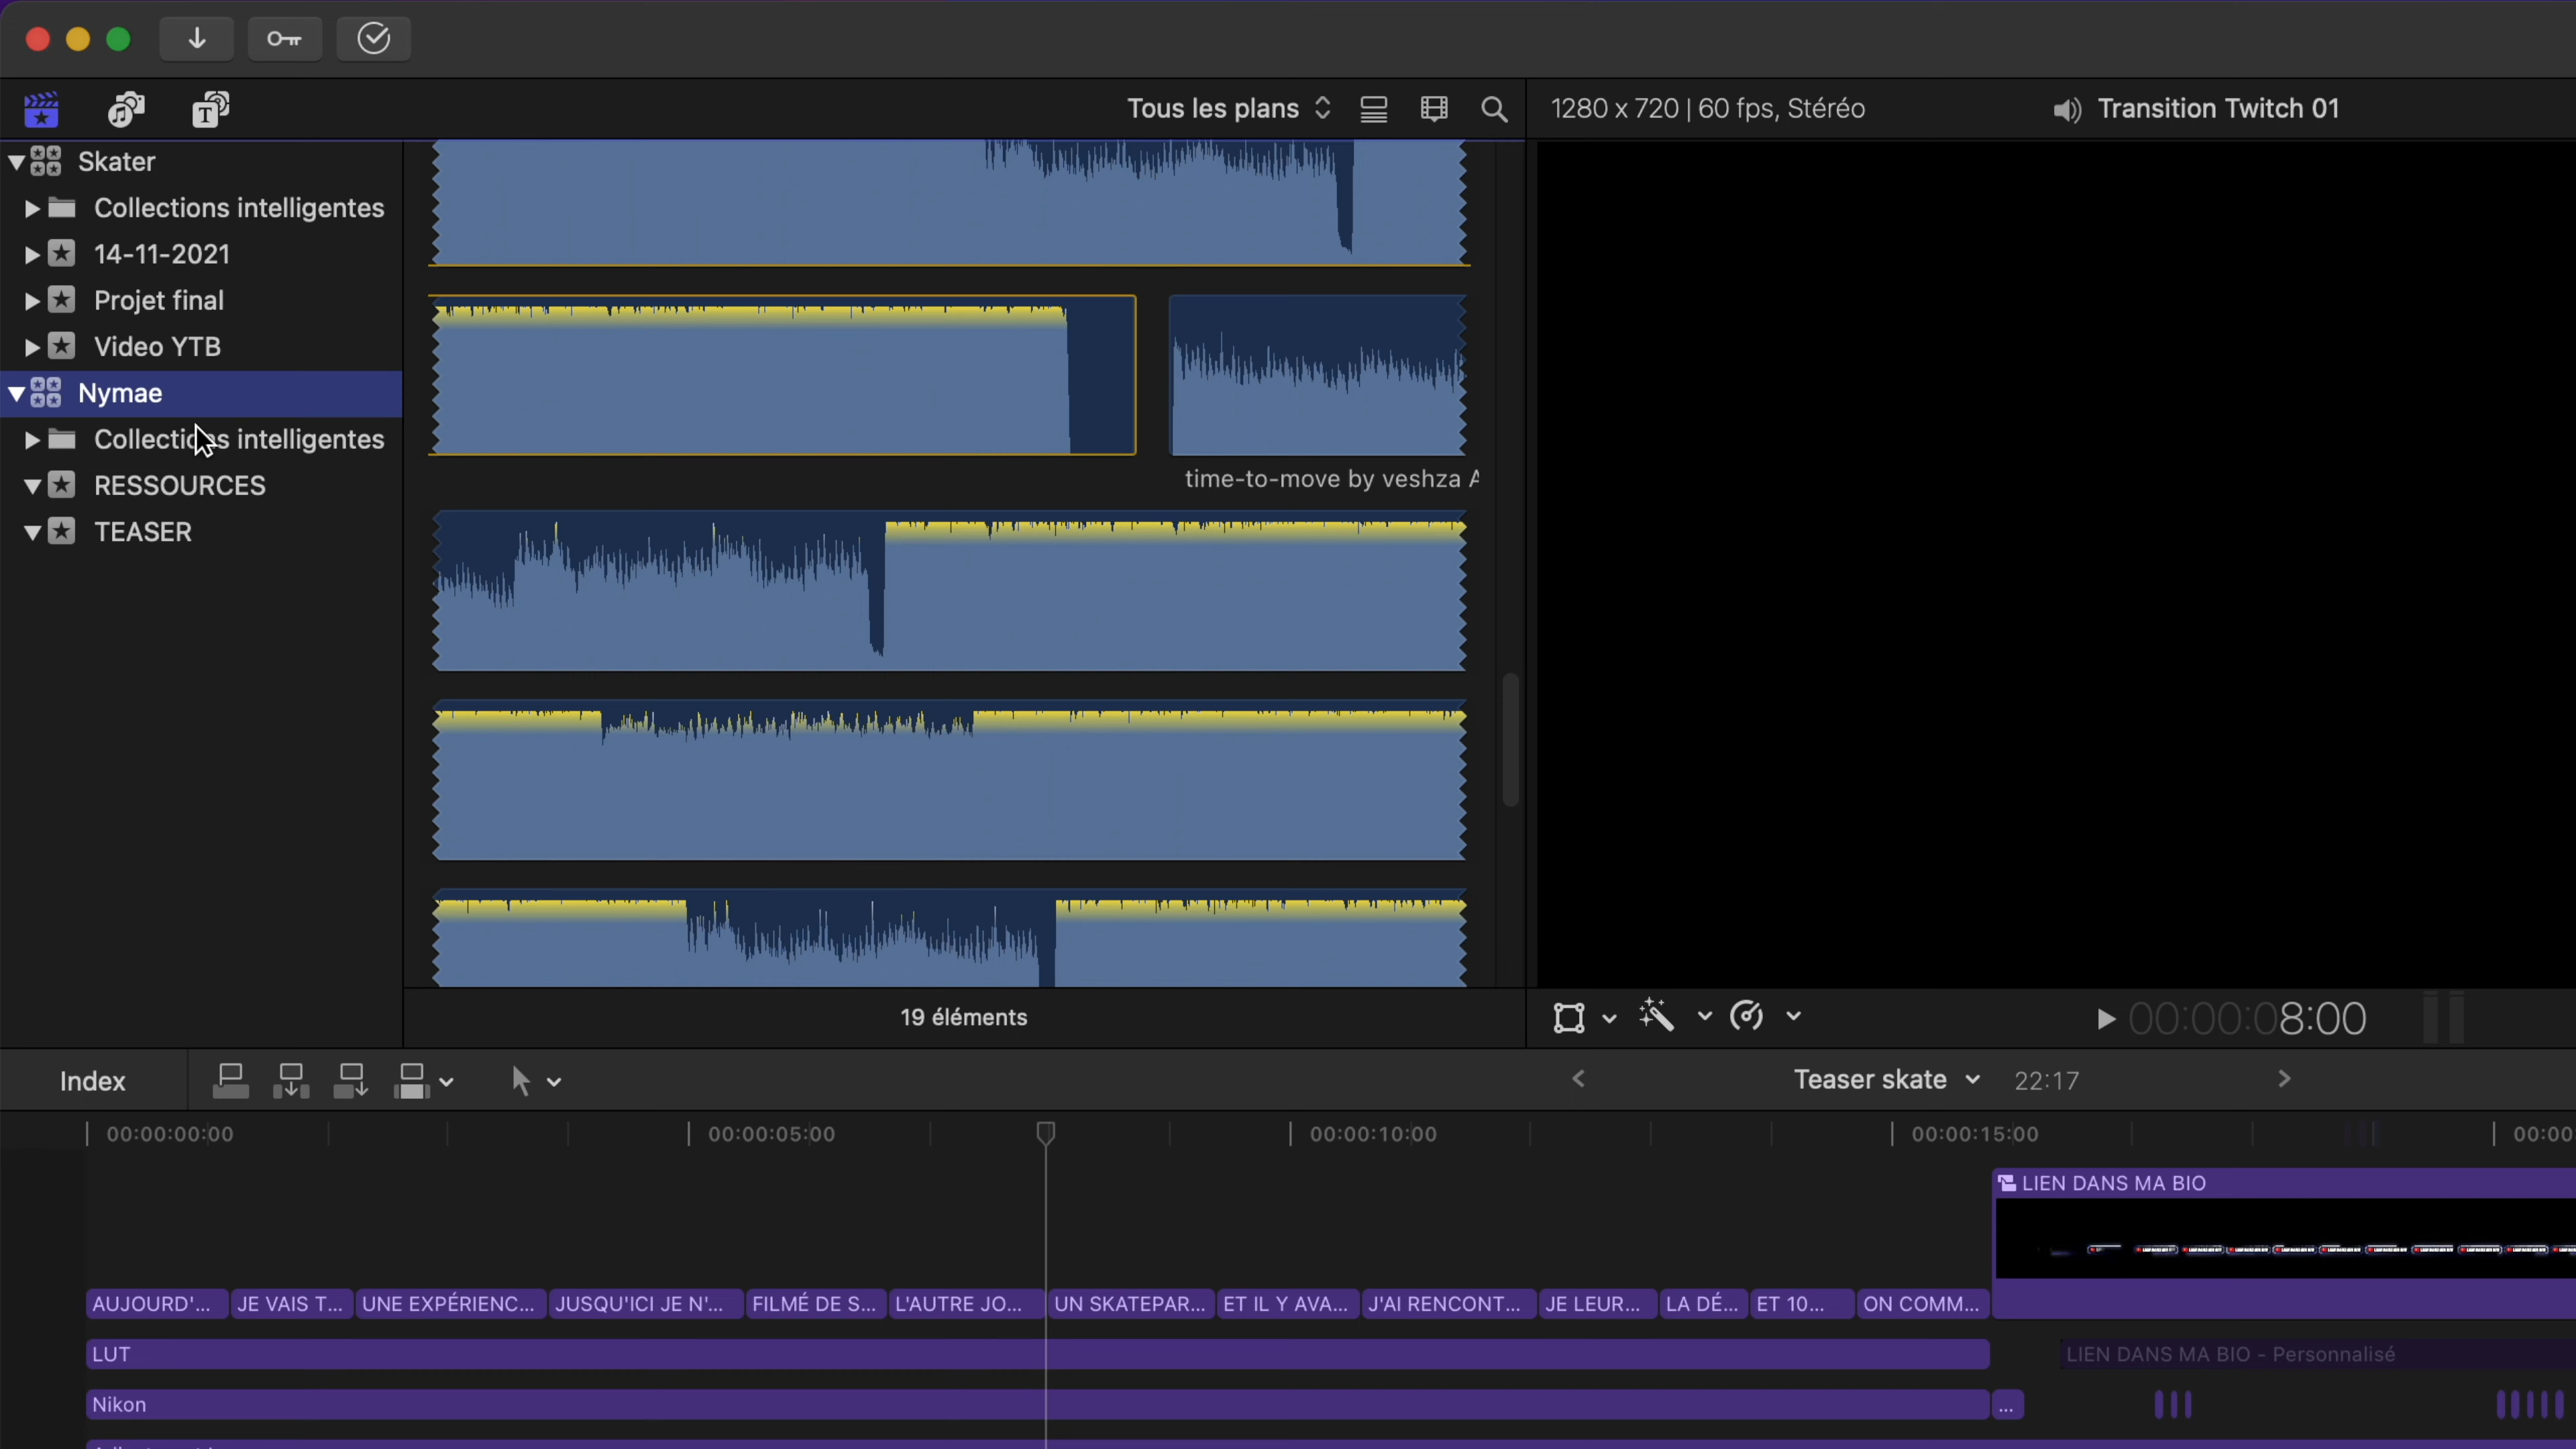 Tous les plans
1280 x 720 | 60 fps, Stéréo
Transition Twitch 01
Skater
Collections intelligentes
14-11-2021
Projet final
Video YTB
Nymae
Collections intelligentes
RESSOURCES
TEASER
time-to-move by veshza A
19 éléments
00:00:08:00
Index
Teaser skate
22:17
00:00:00:00
00:00:05:00
00:00:10:00
00:00:15:00
00:00
LIEN DANS MA BIO
AUJOURD'...
JE VAIS T...
UNE EXPÉRIENC...
JUSQU'ICI JE N'...
FILMÉ DE S...
L'AUTRE JO...
UN SKATEPAR...
ET IL Y AVA...
J'AI RENCONT...
JE LEUR...
LA DÉ...
ET 10...
ON COMM...
LUT
LIEN DANS MA BIO - Personnalisé
Nikon
...